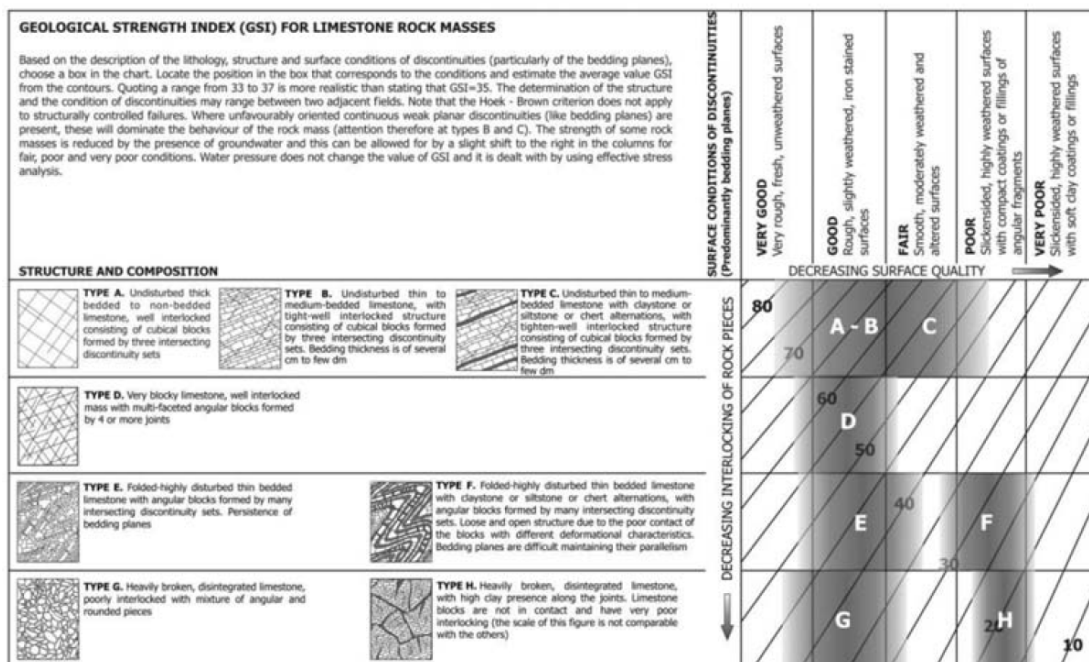 GEOLOGICAL STRENGTH INDEX (GSI) FOR LIMESTONE ROCK MASSES
Based on the description of the lithology, structure and surface conditions of discontinuities (particularly of the bedding planes),
choose a box in the chart. Locate the position in the box that corresponds to the conditions and estimate the average value GSI
from the contours. Quoting a range from 33 to 37 is more realistic than stating that GSI=35. The determination of the structure
and the condition of discontinuities may range between two adjacent fields. Note that the Hoek - Brown criterion does not apply
to structurally controlled failures. Where unfavourably oriented continuous weak planar discontinuities (like bedding planes) are
present, these will dominate the behaviour of the rock mass (attention therefore at types B and C). The strength of some rock
masses is reduced by the presence of groundwater and this can be allowed for by a slight shift to the right in the columns for
fair, poor and very poor conditions. Water pressure does not change the value of GSI and it is dealt with by using effective stress
analysis.
SURFACE CONDITIONS OF DISCONTINUITIES
(Predominantly bedding planes)
VERY GOOD
Very rough, fresh, unweathered surfaces
GOOD
Rough, slightly weathered, iron stained
surfaces
FAIR
Smooth, moderately weathered and
altered surfaces
POOR
Slickensided, highly weathered surfaces
with compact coatings or fillings of
angular fragments
VERY POOR
Slickensided, highly weathered surfaces
with soft clay coatings or fillings
STRUCTURE AND COMPOSITION
DECREASING SURFACE QUALITY
TYPE A. Undisturbed thick
bedded to non-bedded
limestone, well interlocked
consisting of cubical blocks
formed by three intersecting
discontinuity sets
TYPE B. Undisturbed thin to
medium-bedded limestone, with
tight-well interlocked structure
consisting of cubical blocks formed
by three intersecting discontinuity
sets. Bedding thickness is of several
cm to few dm
TYPE C. Undisturbed thin to medium-
bedded limestone with claystone or
siltstone or chert alternations, with
tighten-well interlocked structure
consisting of cubical blocks formed by
three intersecting discontinuity sets.
Bedding thickness is of several cm to
few dm
DECREASING INTERLOCKING OF ROCK PIECES
80
A - B
C
70
TYPE D. Very blocky limestone, well interlocked
mass with multi-faceted angular blocks formed
by 4 or more joints
60
D
50
TYPE E. Folded-highly disturbed thin bedded
limestone with angular blocks formed by many
intersecting discontinuity sets. Persistence of
bedding planes
TYPE F. Folded-highly disturbed thin bedded limestone
with claystone or siltstone or chert alternations, with
angular blocks formed by many intersecting discontinuity
sets. Loose and open structure due to the poor contact of
the blocks with different deformational characteristics.
Bedding planes are difficult maintaining their parallelism
40
E
F
30
TYPE G. Heavily broken, disintegrated limestone,
poorly interlocked with mixture of angular and
rounded pieces
TYPE H. Heavily broken, disintegrated limestone,
with high clay presence along the joints. Limestone
blocks are not in contact and have very poor
interlocking (the scale of this figure is not comparable
with the others)
G
20
H
10